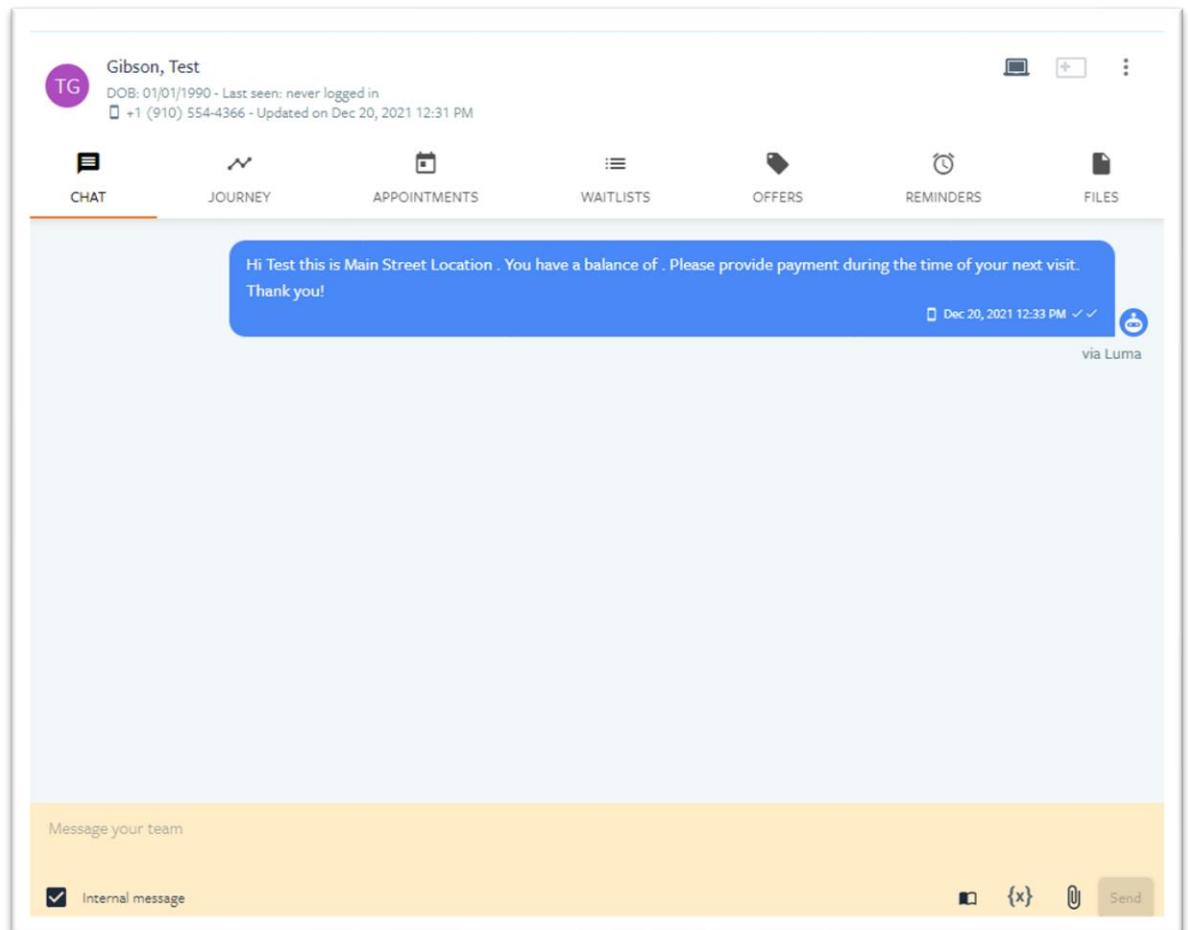 TG
Gibson, Test
DOB: 01/01/1990 - Last seen: never logged in
+1 (910) 554-4366 - Updated on Dec 20, 2021 12:31 PM
CHAT JOURNEY APPOINTMENTS WAITLISTS OFFERS REMINDERS FILES
Hi Test this is Main Street Location . You have a balance of . Please provide payment during the time of your next visit.
Thank you!
Dec 20, 2021 12:33 PM
via Luma
Message your team
Internal message {x} Send